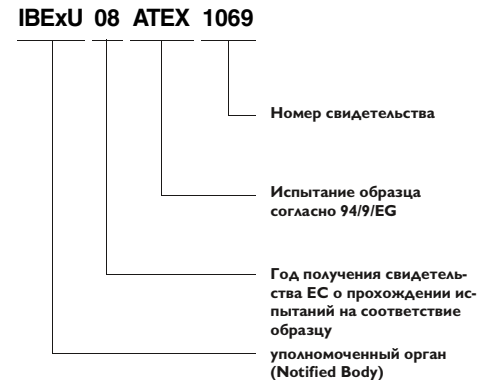 IBExU 08 ATEX 1069
Номер свидетельства
Испытание образца
согласно 94/9/EG
Год получения свидетель-
ства ЕС о прохождении ис-
пытаний на соответствие
образцу
уполномоченный орган
(Notified Body)